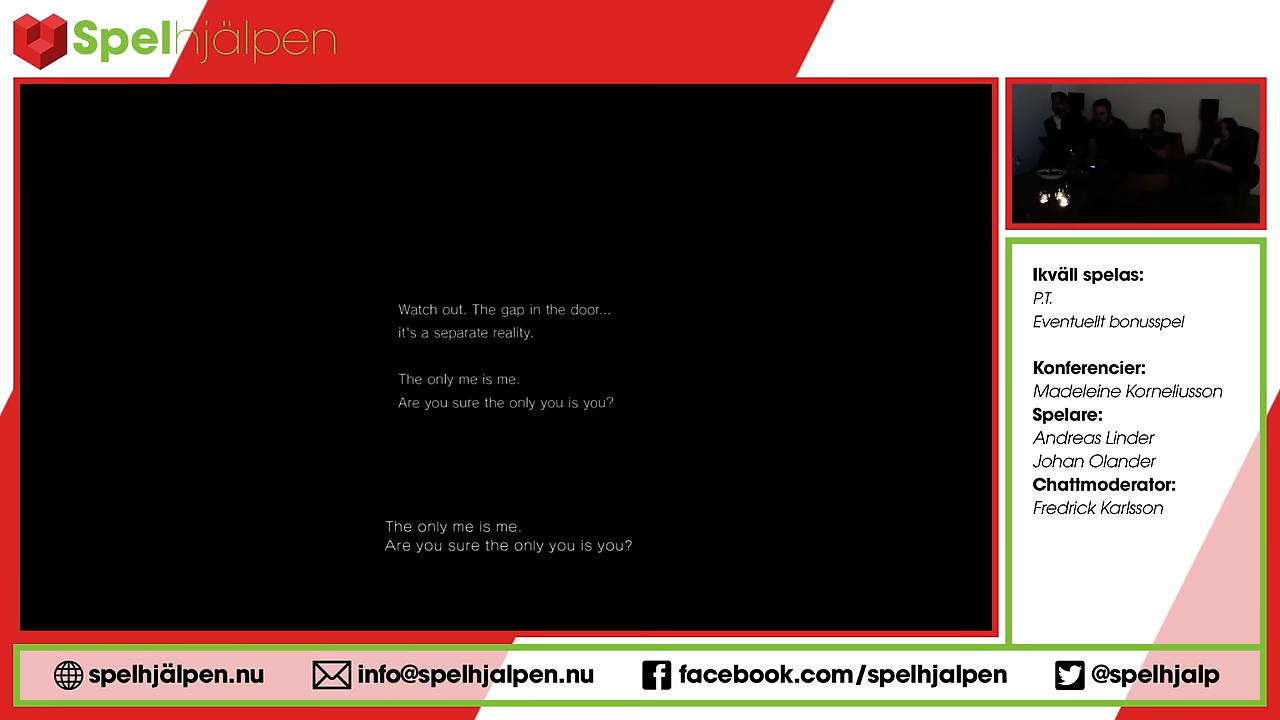 Spelhjälpen
Watch out. The gap in the door...
it's a separate reality.
The only me is me.
Are you sure the only you is you?
The only me is me.
Are you sure the only you is you?
Ikväll spelas:
P.T.
Eventuellt bonusspel
Konferencier:
Madeleine Korneliusson
Spelare:
Andreas Linder
Johan Olander
Chattmoderator:
Fredrick Karlsson
spelhjälpen.nu
info@spelhjalpen.nu
facebook.com/spelhjalpen
@spelhjalp